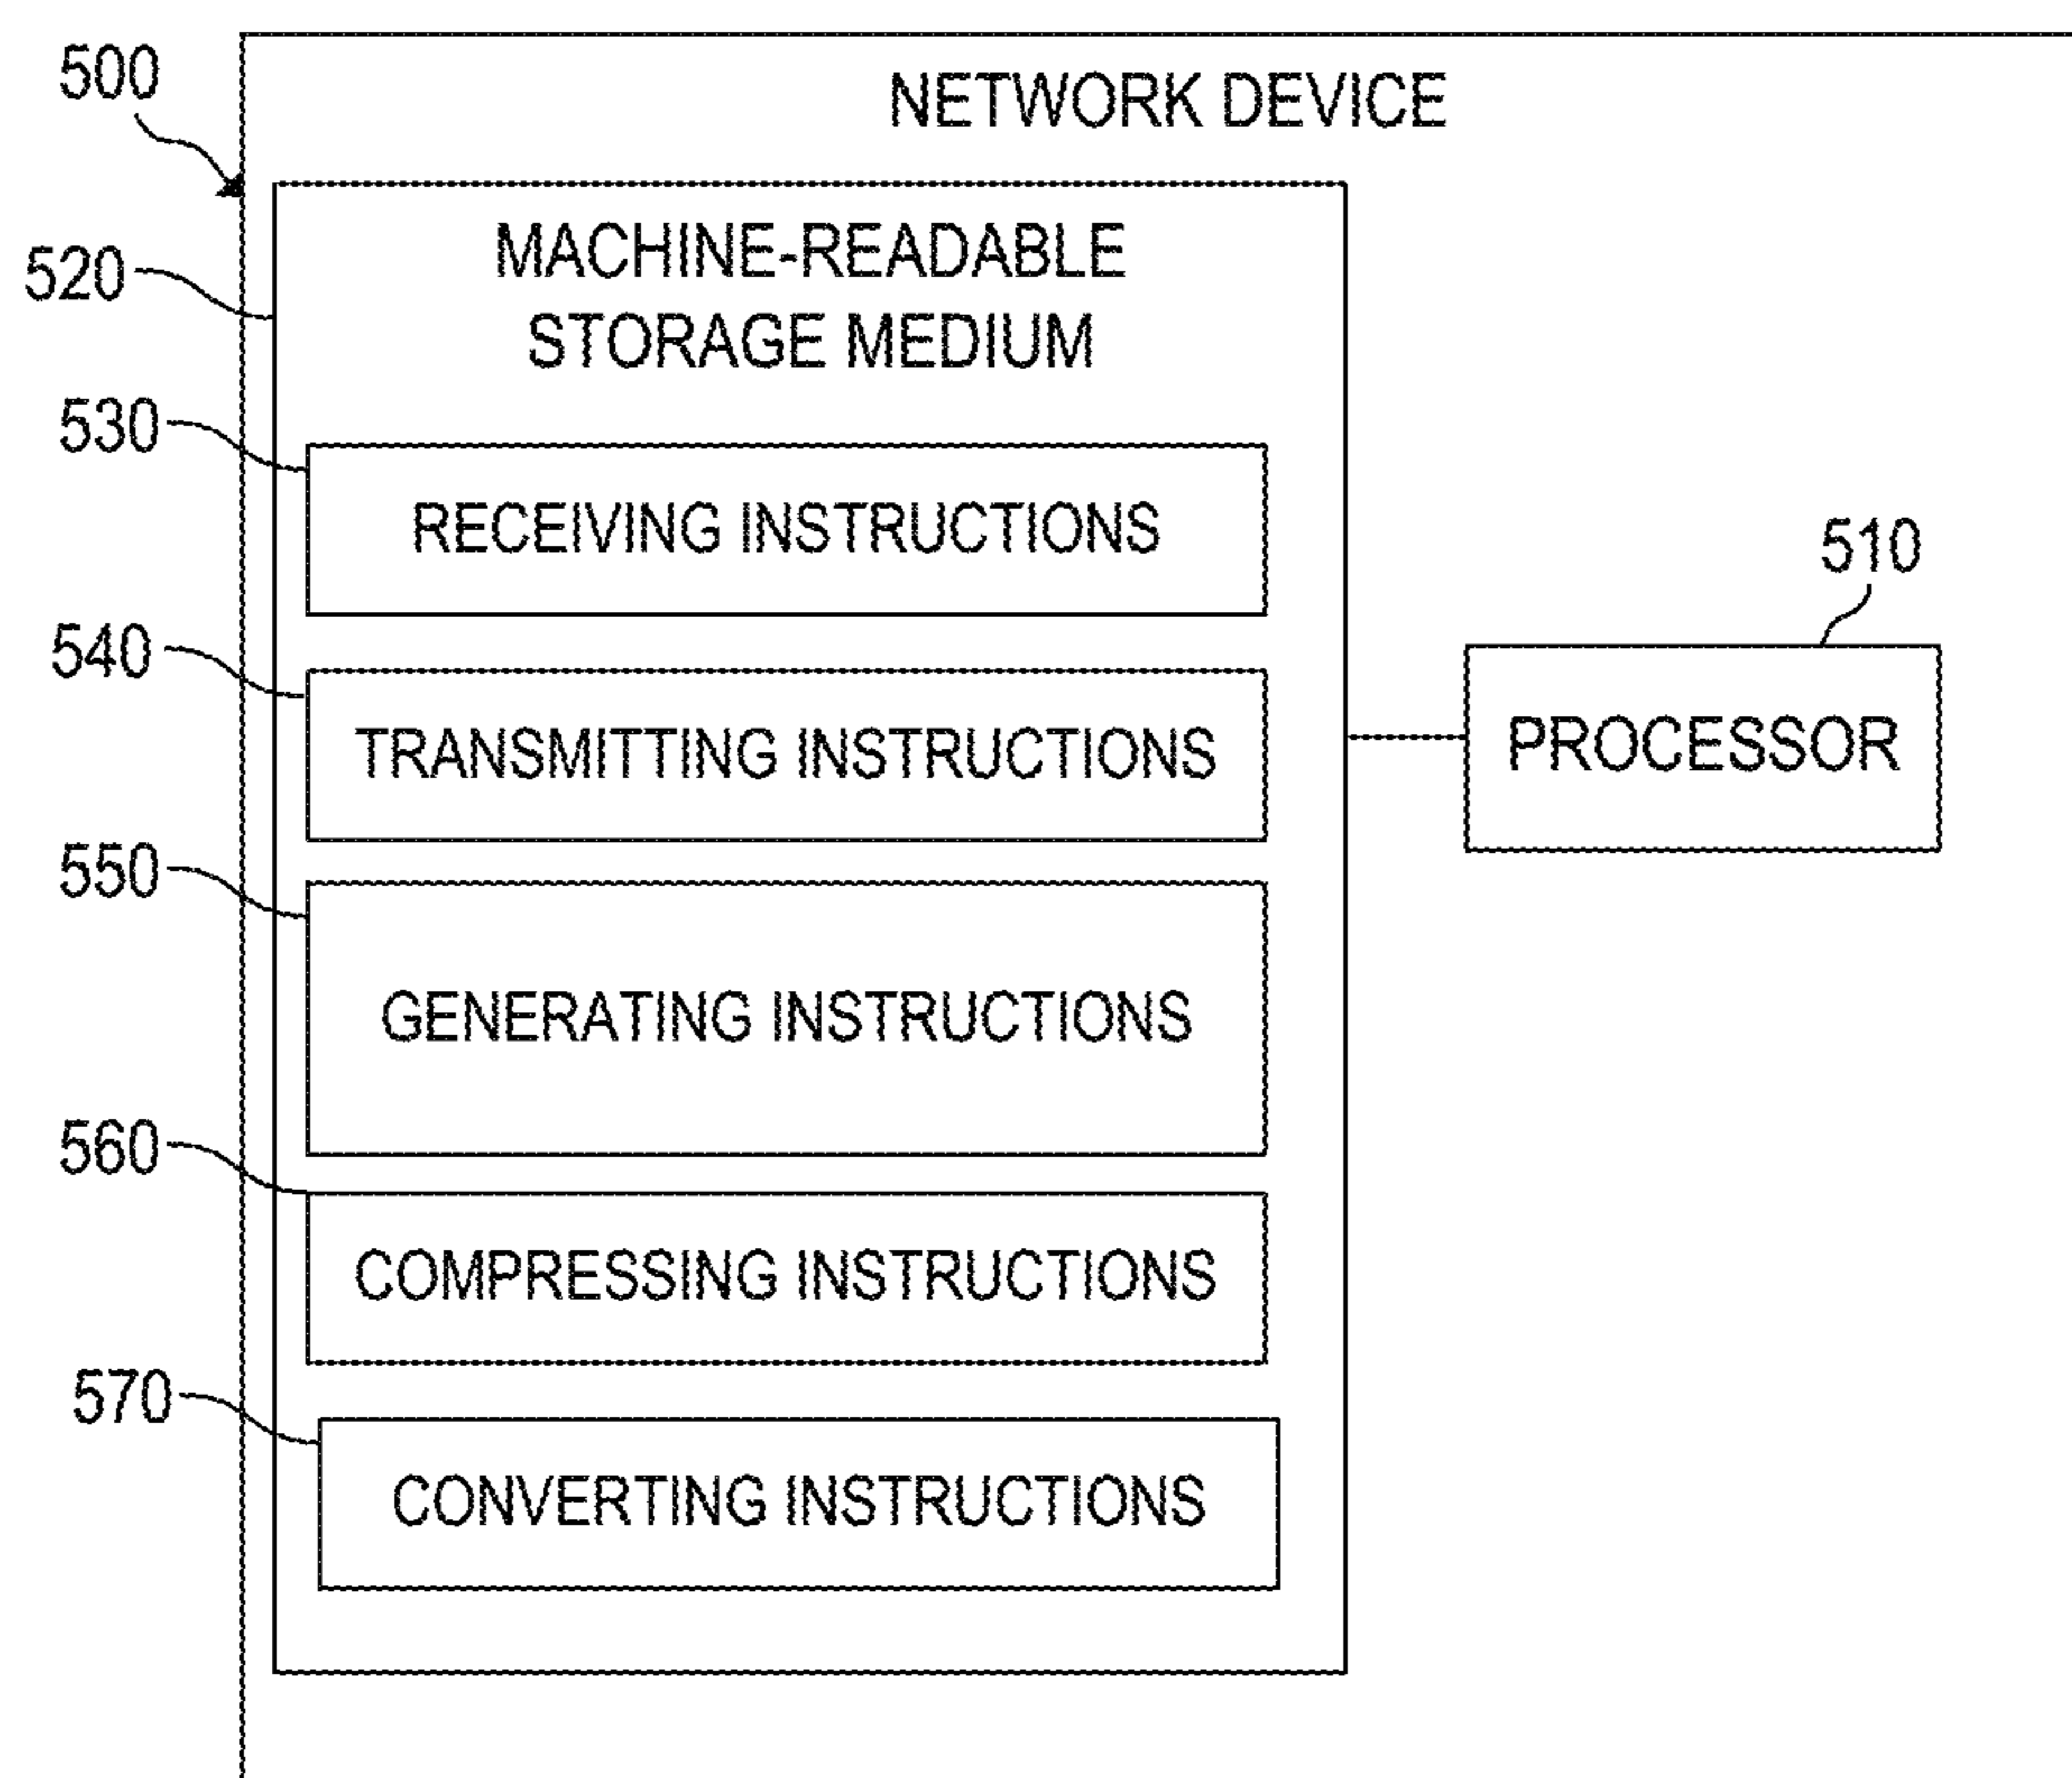 500
NETWORK DEVICE
520
MACHINE-READABLE
STORAGE MEDIUM
530
RECEIVING INSTRUCTIONS
510
540
TRANSMITTING INSTRUCTIONS
PROCESSOR
550
GENERATING INSTRUCTIONS
560
COMPRESSING INSTRUCTIONS
570
CONVERTING INSTRUCTIONS